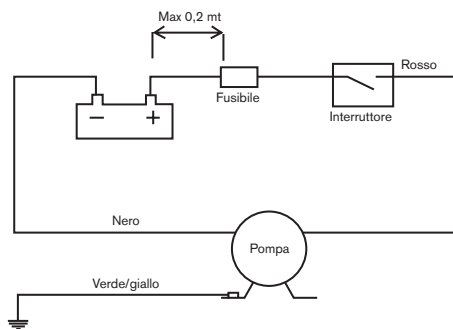 Max 0,2 mt
Rosso
Fusibile
Interruttore
− +
Nero
Pompa
Verde/giallo